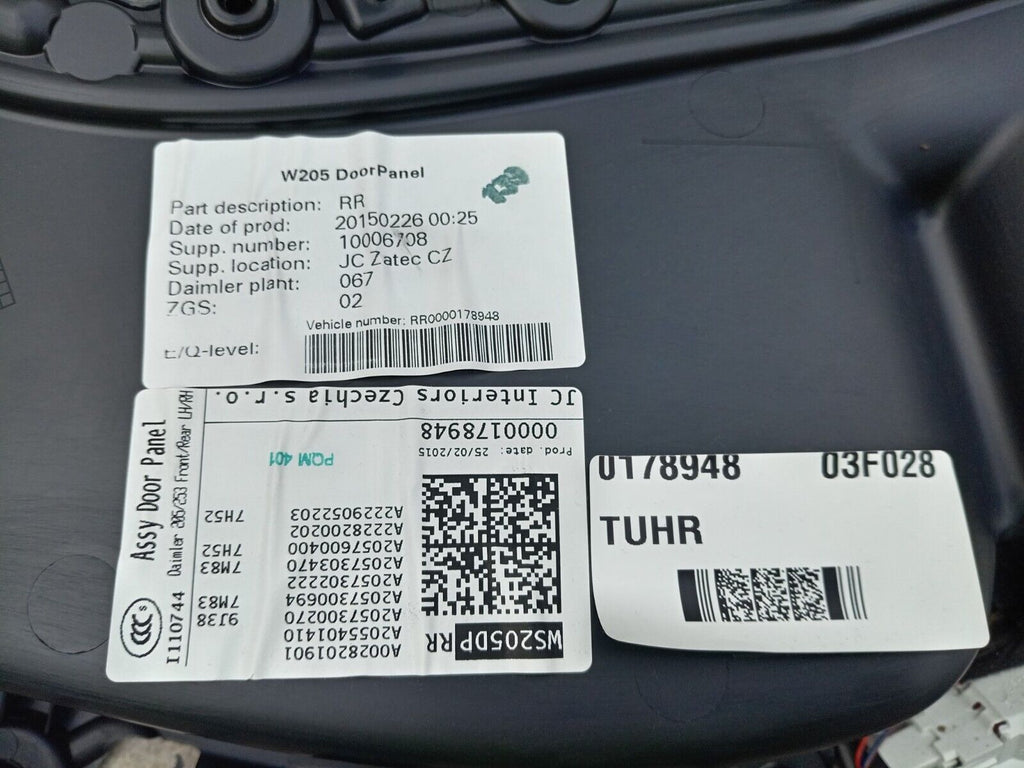 W205 DoorPanel
Part description: RR
Date of prod: 20150226 00:25
Supp. number: 10006708
Supp. location: JC Zatec CZ
Daimler plant: 067
ZGS: 02
Vehicle number: RR0000178948
E/Q-level:
JC Interiors Czechia s.r.o.
0000178948
Prod. date: 25/02/2015
PQM 401
Assy Door Panel
Daimler 205/253 Front/Rear LH/RH
I110744
CCC S
A2229052203 7H52
A2228200202
A2057600400 7H52
A2057303470 7M83
A2057302222
A2057300694 7M83
A2057300270 9J38
A2055401410
A0028201901
WS205DP RR
0178948 03F028
TUHR